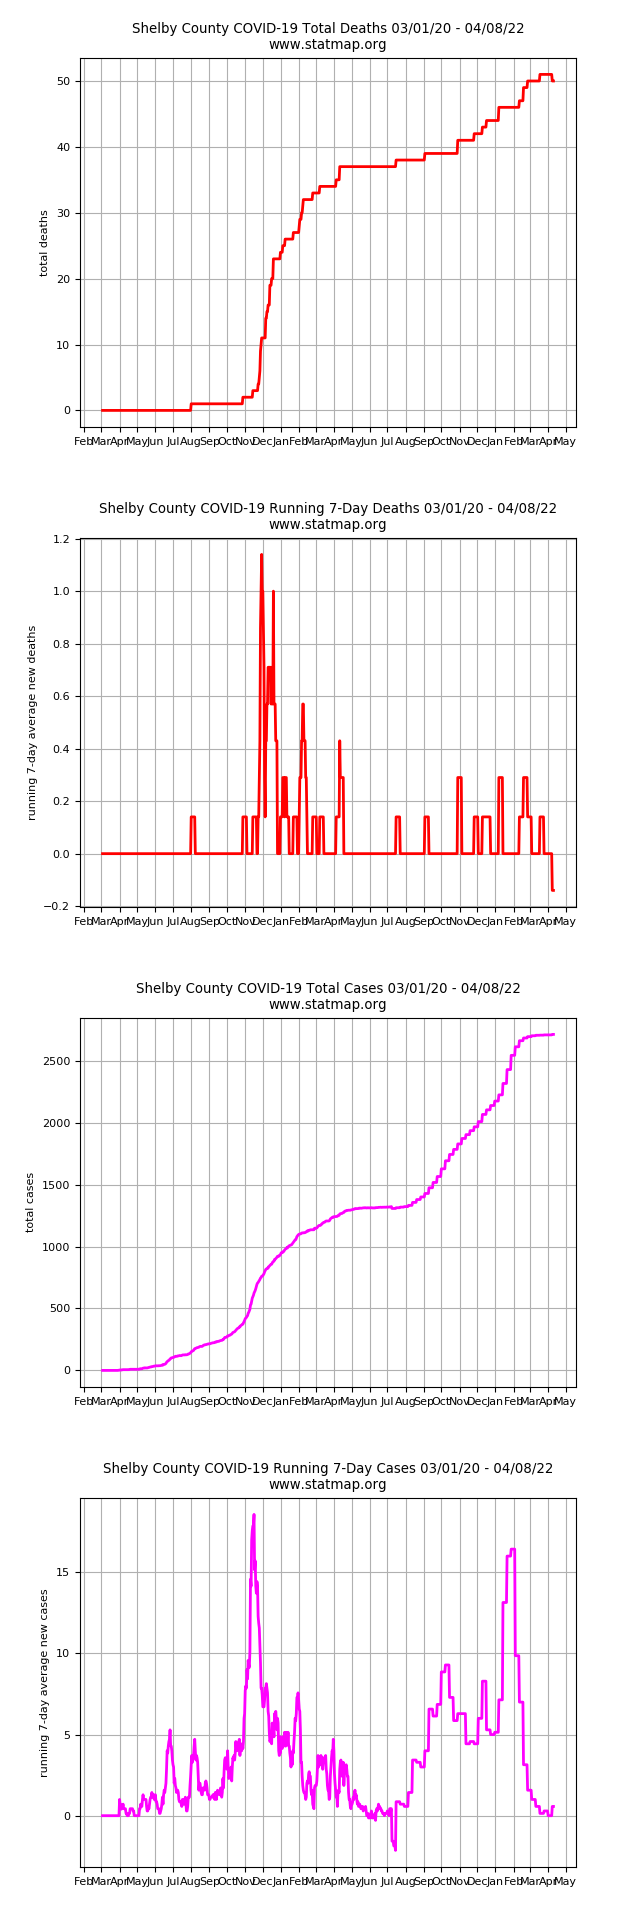 Shelby County COVID-19 Total Deaths 03/01/20 - 04/08/22
www.statmap.org
50
40
30
20
10
0
total deaths
Feb Mar Apr May Jun Jul Aug Sep Oct Nov Dec Jan Feb Mar Apr May Jun Jul Aug Sep Oct Nov Dec Jan Feb Mar Apr May
Shelby County COVID-19 Running 7-Day Deaths 03/01/20 - 04/08/22
www.statmap.org
1.2
1.0
0.8
0.6
0.4
0.2
0.0
−0.2
running 7-day average new deaths
Feb Mar Apr May Jun Jul Aug Sep Oct Nov Dec Jan Feb Mar Apr May Jun Jul Aug Sep Oct Nov Dec Jan Feb Mar Apr May
Shelby County COVID-19 Total Cases 03/01/20 - 04/08/22
www.statmap.org
2500
2000
1500
1000
500
0
total cases
Feb Mar Apr May Jun Jul Aug Sep Oct Nov Dec Jan Feb Mar Apr May Jun Jul Aug Sep Oct Nov Dec Jan Feb Mar Apr May
Shelby County COVID-19 Running 7-Day Cases 03/01/20 - 04/08/22
www.statmap.org
15
10
5
0
running 7-day average new cases
Feb Mar Apr May Jun Jul Aug Sep Oct Nov Dec Jan Feb Mar Apr May Jun Jul Aug Sep Oct Nov Dec Jan Feb Mar Apr May